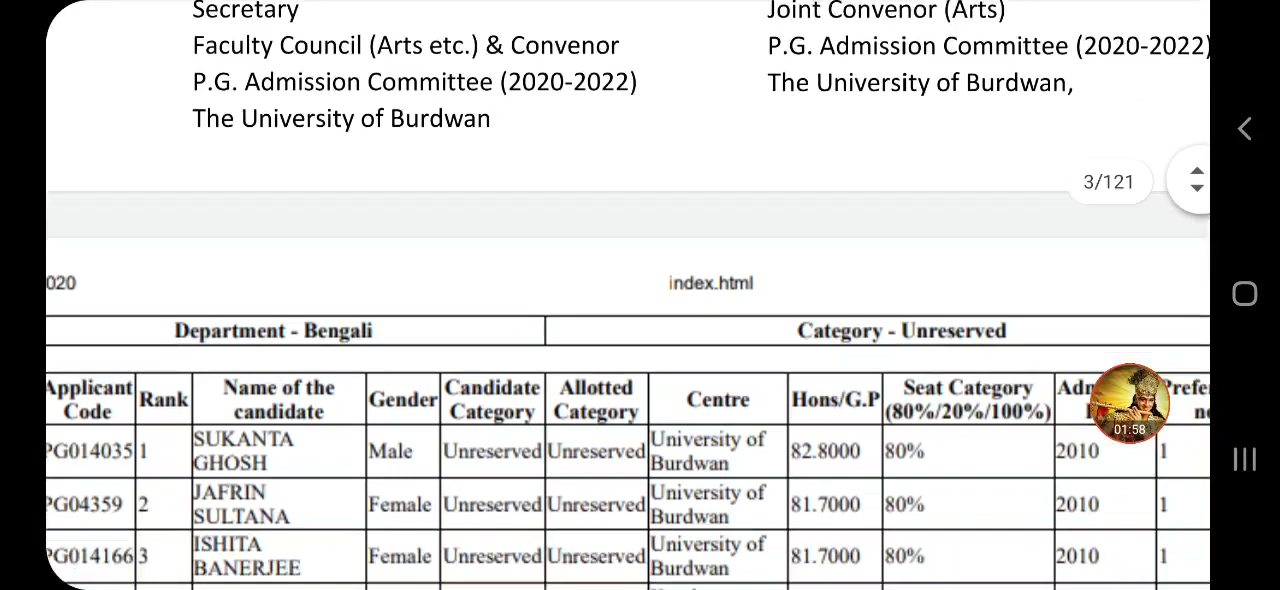 Secretary
Joint Convenor (Arts)
Faculty Council (Arts etc.) & Convenor
P.G. Admission Committee (2020-2022)
P.G. Admission Committee (2020-2022)
The University of Burdwan,
The University of Burdwan
3/121
020
index.html
Department - Bengali
Category - Unreserved
Applicant Code
Rank
Name of the candidate
Gender
Candidate Category
Allotted Category
Centre
Hons/G.P
Seat Category (80%/20%/100%)
01:58
PG014035 1 SUKANTA GHOSH Male Unreserved Unreserved University of Burdwan 82.8000 80% 2010 1
PG04359 2 JAFRIN SULTANA Female Unreserved Unreserved University of Burdwan 81.7000 80% 2010 1
PG014166 3 ISHITA BANERJEE Female Unreserved Unreserved University of Burdwan 81.7000 80% 2010 1